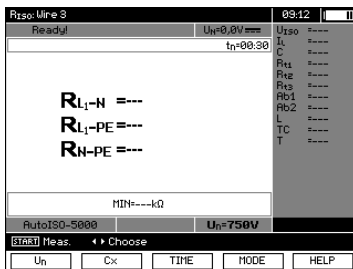 RISO: Wire 3 09:12
Ready! UN=0,0V
tn=00:30
RL1-N =---
RL1-PE =---
RN-PE =---
MIN=---kΩ
AutoISO-5000 Un=750V
UISO =---
IL =---
C =---
Rt1 =---
Rt2 =---
Rt3 =---
Ab1 =---
Ab2 =---
L =---
TC =---
T =---
START Meas. Choose
Un Cx TIME MODE HELP